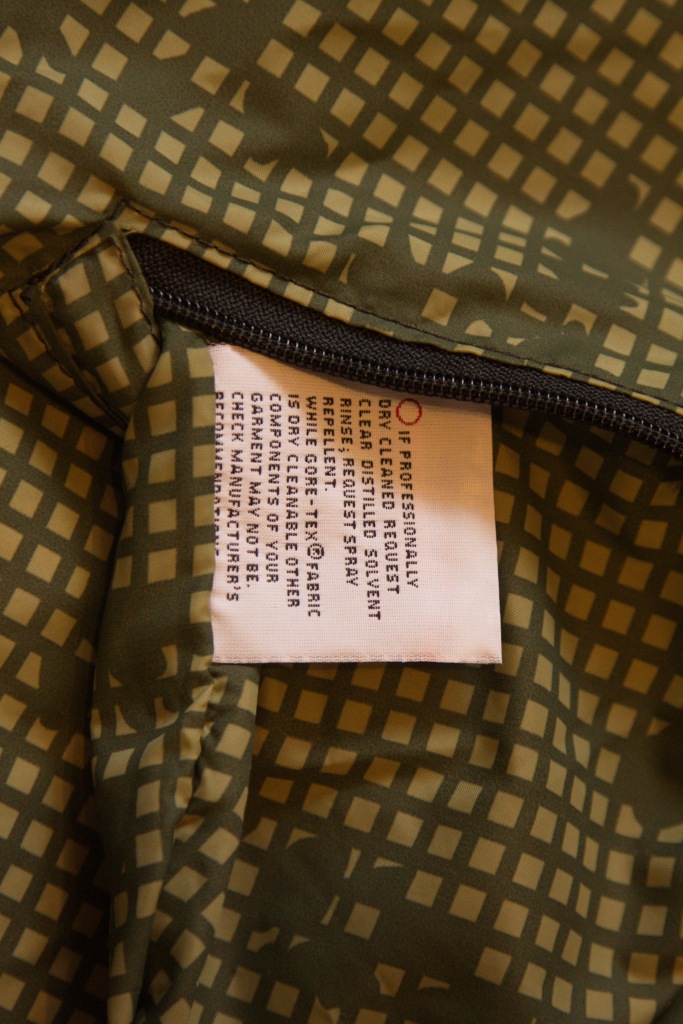 IF PROFESSIONALLY
DRY CLEANED REQUEST
CLEAR DISTILLED SOLVENT
RINSE; REQUEST SPRAY
REPELLENT.
WHILE GORE-TEX® FABRIC
IS DRY CLEANABLE OTHER
COMPONENTS OF YOUR
GARMENT MAY NOT BE.
CHECK MANUFACTURER'S
RECOMMENDATIONS